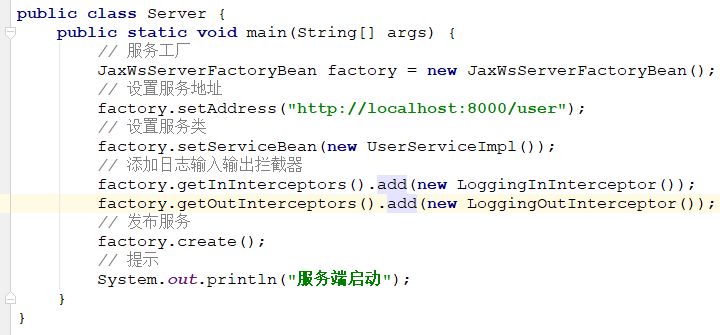 public class Server {
    public static void main(String[] args) {
        // 服务工厂
        JaxWsServerFactoryBean factory = new JaxWsServerFactoryBean();
        // 设置服务地址
        factory.setAddress("http://localhost:8000/user");
        // 设置服务类
        factory.setServiceBean(new UserServiceImpl());
        // 添加日志输入输出拦截器
        factory.getInInterceptors().add(new LoggingInInterceptor());
        factory.getOutInterceptors().add(new LoggingOutInterceptor());
        // 发布服务
        factory.create();
        // 提示
        System.out.println("服务端启动");
    }
}